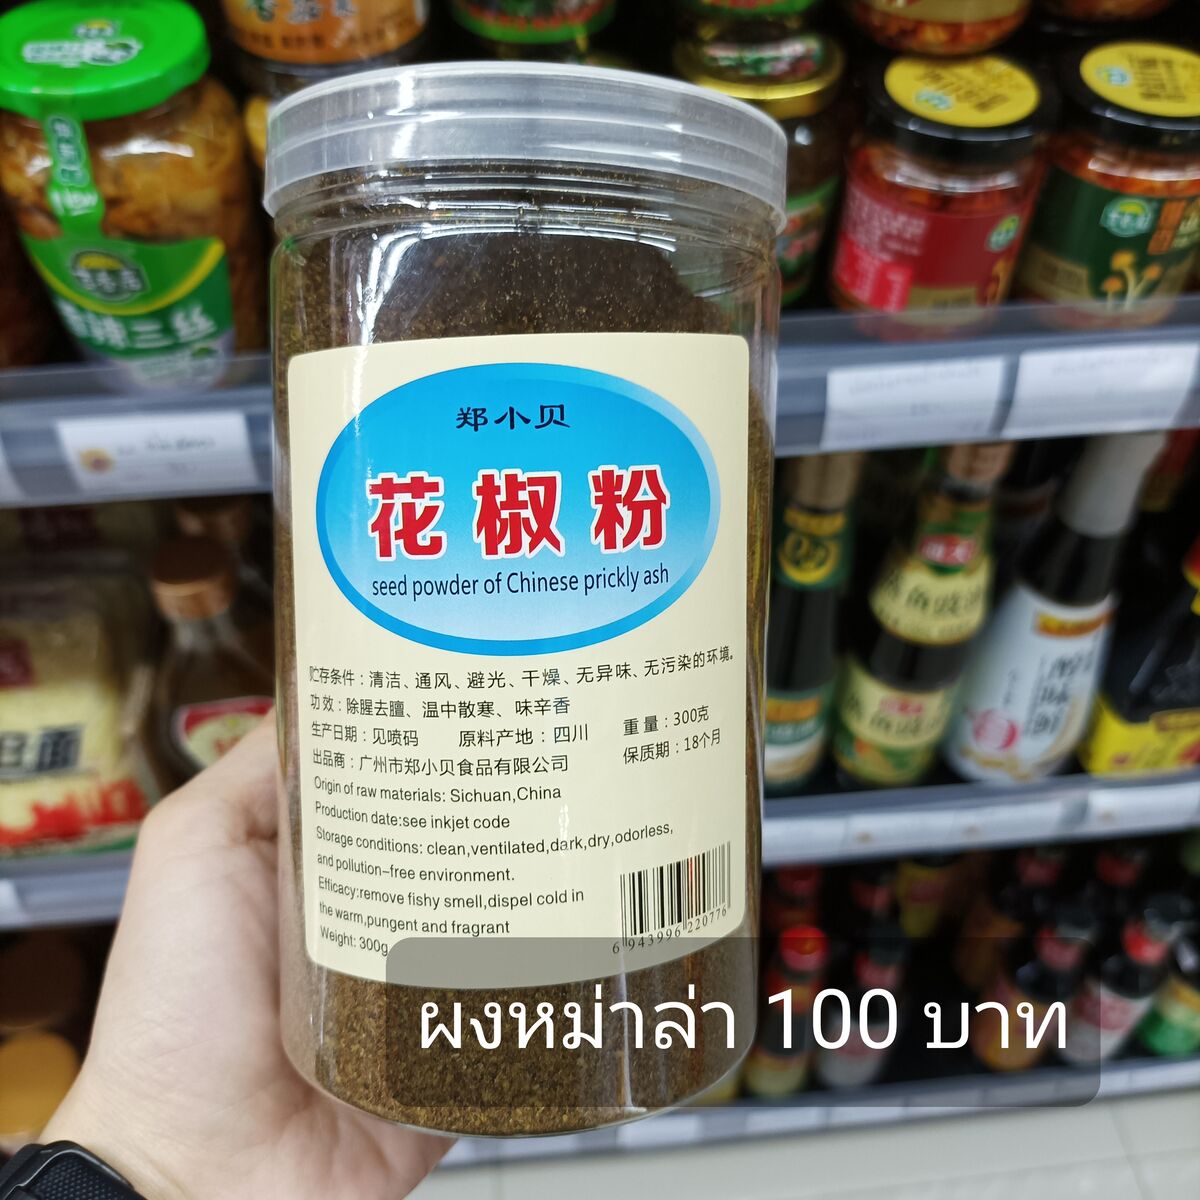 郑小贝
花椒粉
seed powder of Chinese prickly ash
贮存条件：清洁、通风、避光、干燥、无异味、无污染的环境。
功效：除腥去膻、温中散寒、味辛香
生产日期：见喷码 原料产地：四川 重量：300克
出品商：广州市郑小贝食品有限公司 保质期：18个月
Origin of raw materials: Sichuan,China
Production date:see inkjet code
Storage conditions: clean,ventilated,dark,dry,odorless,
and pollution-free environment.
Efficacy:remove fishy smell,dispel cold in
the warm,pungent and fragrant
Weight: 300g
6 943996 220776
ผงหม่าล่า 100 บาท